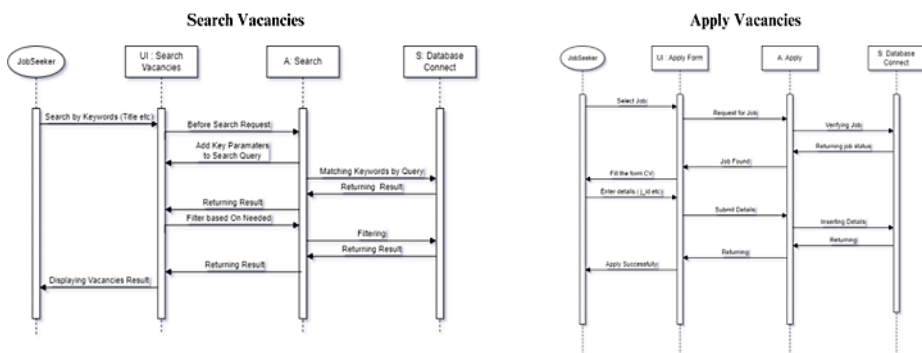 Search Vacancies
JobSeeker
UI : Search
Vacancies
A: Search
S: Database
Connect
Search by Keywords (Title etc)
Before Search Request
Add Key Paramaters
to Search Query
Matching Keywords by Query
Returning Result
Returning Result
Filter based On Needed
Filtering
Returning Result
Returning Result
Displaying Vacancies Result
Apply Vacancies
JobSeeker
UI : Apply Form
A: Apply
S: Database
Connect
Select Job
Request for Job
Verifying Job
Returning job status
Job Found
Fill the form CV
Enter details ( j_id etc)
Submit Details
Inserting Details
Returning
Returning
Apply Successfully